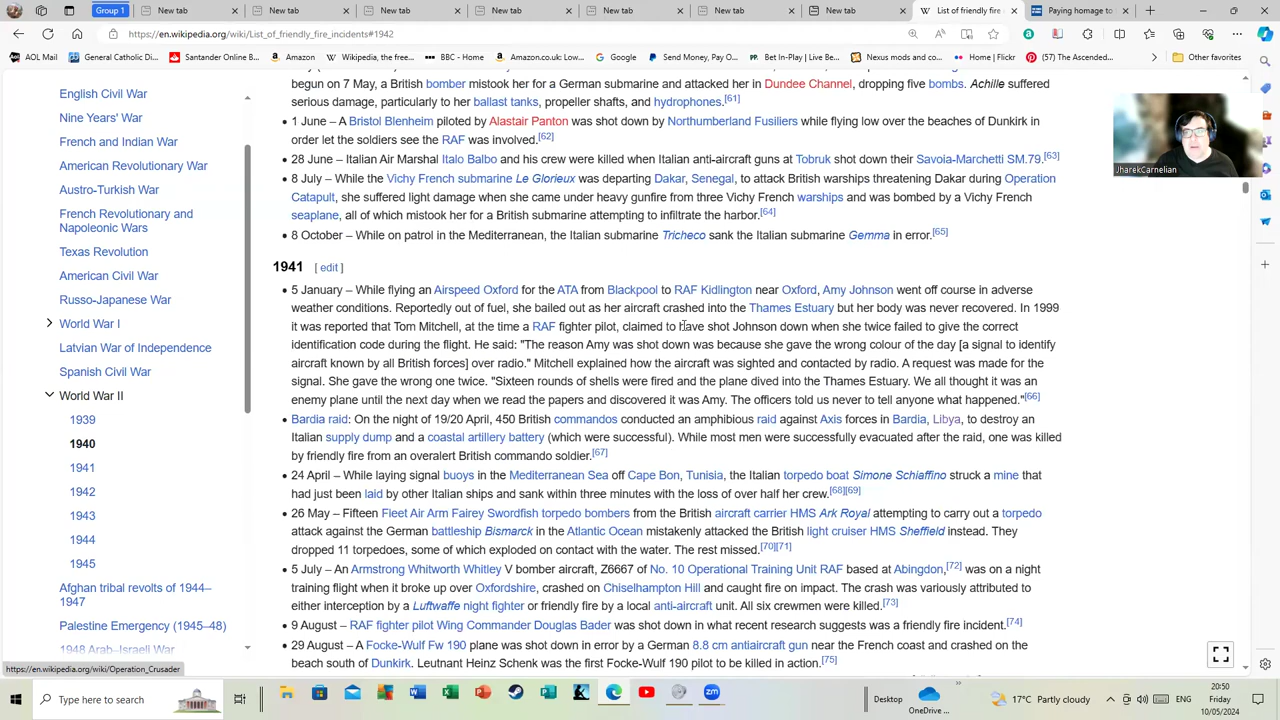 Group 1
New tab
New tab
New tab
New tab
New tab
List of friendly fire
Paying homage to
https://en.wikipedia.org/wiki/List_of_friendly_fire_incidents#1942
AOL Mail
General Catholic Di...
Santander Online B...
Amazon
Wikipedia, the free...
BBC - Home
Amazon.co.uk: Low...
Google
Send Money, Pay O...
Bet In-Play | Live Be...
Nexus mods and co...
Home | Flickr
(57) The Ascended...
Other favorites
English Civil War
Nine Years' War
French and Indian War
American Revolutionary War
Austro-Turkish War
French Revolutionary and
Napoleonic Wars
Texas Revolution
American Civil War
Russo-Japanese War
World War I
Latvian War of Independence
Spanish Civil War
World War II
1939
1940
1941
1942
1943
1944
1945
Afghan tribal revolts of 1944–
1947
Palestine Emergency (1945–48)
1948 Arab–Israeli War
https://en.wikipedia.org/wiki/Operation_Crusader
begun on 7 May, a British bomber mistook her for a German submarine and attacked her in Dundee Channel, dropping five bombs. Achille suffered
serious damage, particularly to her ballast tanks, propeller shafts, and hydrophones.[61]
• 1 June – A Bristol Blenheim piloted by Alastair Panton was shot down by Northumberland Fusiliers while flying low over the beaches of Dunkirk in
order let the soldiers see the RAF was involved.[62]
• 28 June – Italian Air Marshal Italo Balbo and his crew were killed when Italian anti-aircraft guns at Tobruk shot down their Savoia-Marchetti SM.79.[63]
• 8 July – While the Vichy French submarine Le Glorieux was departing Dakar, Senegal, to attack British warships threatening Dakar during Operation
Catapult, she suffered light damage when she came under heavy gunfire from three Vichy French warships and was bombed by a Vichy French
seaplane, all of which mistook her for a British submarine attempting to infiltrate the harbor.[64]
• 8 October – While on patrol in the Mediterranean, the Italian submarine Tricheco sank the Italian submarine Gemma in error.[65]
1941 [ edit ]
• 5 January – While flying an Airspeed Oxford for the ATA from Blackpool to RAF Kidlington near Oxford, Amy Johnson went off course in adverse
weather conditions. Reportedly out of fuel, she bailed out as her aircraft crashed into the Thames Estuary but her body was never recovered. In 1999
it was reported that Tom Mitchell, at the time a RAF fighter pilot, claimed to have shot Johnson down when she twice failed to give the correct
identification code during the flight. He said: "The reason Amy was shot down was because she gave the wrong colour of the day [a signal to identify
aircraft known by all British forces] over radio." Mitchell explained how the aircraft was sighted and contacted by radio. A request was made for the
signal. She gave the wrong one twice. "Sixteen rounds of shells were fired and the plane dived into the Thames Estuary. We all thought it was an
enemy plane until the next day when we read the papers and discovered it was Amy. The officers told us never to tell anyone what happened."[66]
• Bardia raid: On the night of 19/20 April, 450 British commandos conducted an amphibious raid against Axis forces in Bardia, Libya, to destroy an
Italian supply dump and a coastal artillery battery (which were successful). While most men were successfully evacuated after the raid, one was killed
by friendly fire from an overalert British commando soldier.[67]
• 24 April – While laying signal buoys in the Mediterranean Sea off Cape Bon, Tunisia, the Italian torpedo boat Simone Schiaffino struck a mine that
had just been laid by other Italian ships and sank within three minutes with the loss of over half her crew.[68][69]
• 26 May – Fifteen Fleet Air Arm Fairey Swordfish torpedo bombers from the British aircraft carrier HMS Ark Royal attempting to carry out a torpedo
attack against the German battleship Bismarck in the Atlantic Ocean mistakenly attacked the British light cruiser HMS Sheffield instead. They
dropped 11 torpedoes, some of which exploded on contact with the water. The rest missed.[70][71]
• 5 July – An Armstrong Whitworth Whitley V bomber aircraft, Z6667 of No. 10 Operational Training Unit RAF based at Abingdon,[72] was on a night
training flight when it broke up over Oxfordshire, crashed on Chiselhampton Hill and caught fire on impact. The crash was variously attributed to
either interception by a Luftwaffe night fighter or friendly fire by a local anti-aircraft unit. All six crewmen were killed.[73]
• 9 August – RAF fighter pilot Wing Commander Douglas Bader was shot down in what recent research suggests was a friendly fire incident.[74]
• 29 August – A Focke-Wulf Fw 190 plane was shot down in error by a German 8.8 cm antiaircraft gun near the French coast and crashed on the
beach south of Dunkirk. Leutnant Heinz Schenk was the first Focke-Wulf 190 pilot to be killed in action.[75]
JharekCarnelian
Type here to search
Desktop
OneDrive ...
17°C Partly cloudy
ENG
20:50
Friday
10/05/2024